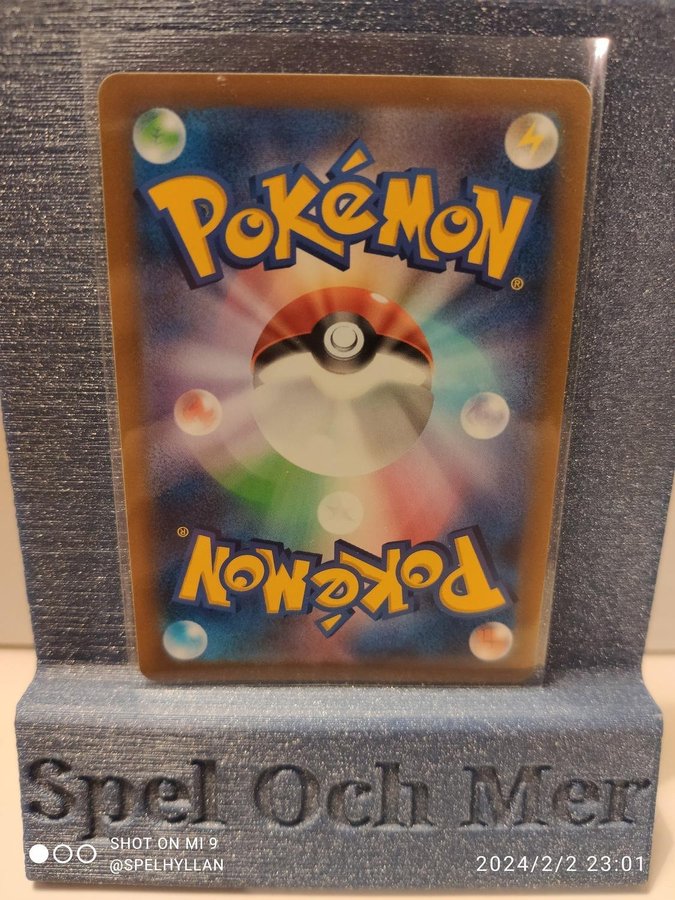 POKéMON
®
®
POKéMON
Spel Och Mer
SHOT ON MI 9
@SPELHYLLAN
2024/2/2 23:01